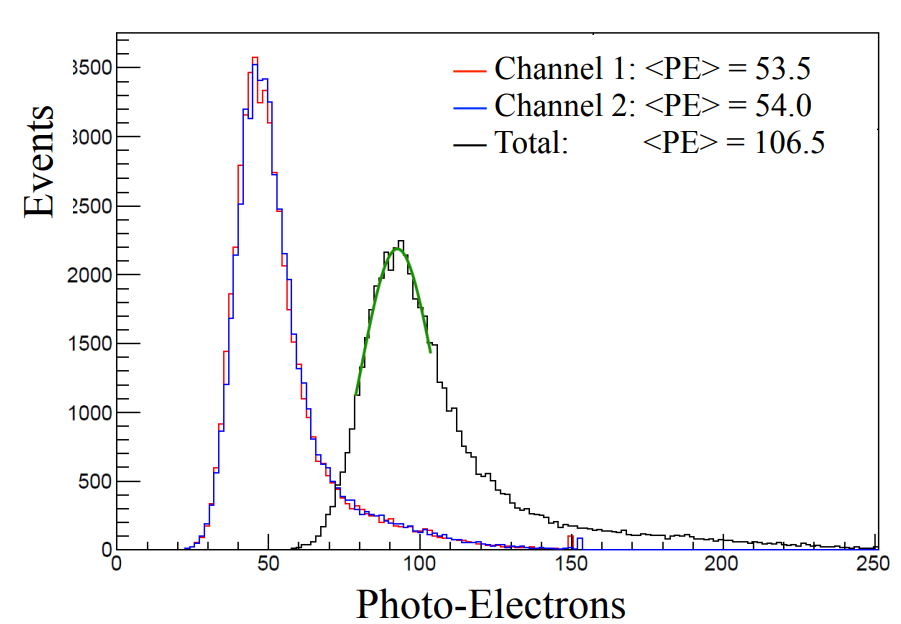 Channel 1: <PE> = 53.5
Channel 2: <PE> = 54.0
Total: <PE> = 106.5
Events
3500
3000
2500
2000
1500
1000
500
0
0 50 100 150 200 250
Photo-Electrons